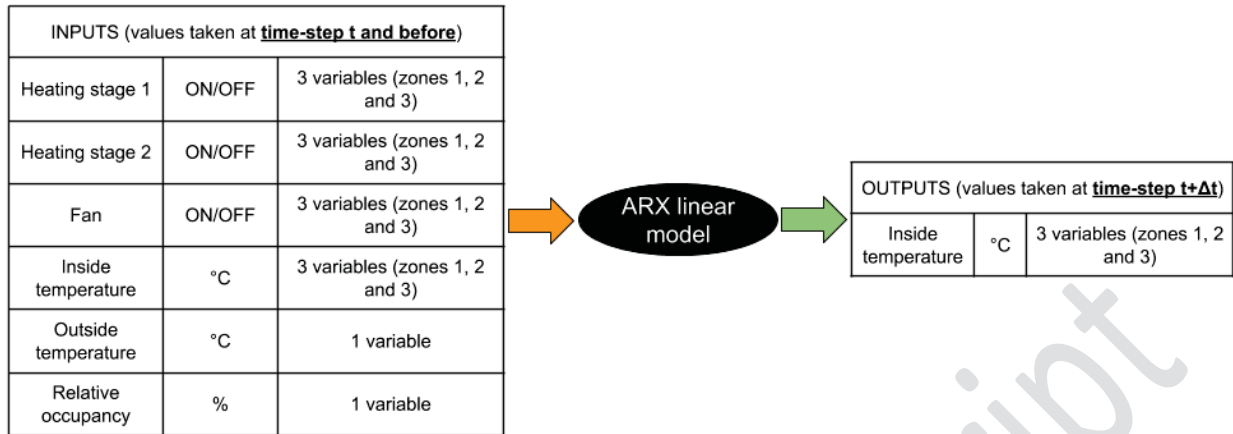 INPUTS (values taken at time-step t and before)
Heating stage 1
ON/OFF
3 variables (zones 1, 2
and 3)
Heating stage 2
ON/OFF
3 variables (zones 1, 2
and 3)
Fan
ON/OFF
3 variables (zones 1, 2
and 3)
Inside
temperature
°C
3 variables (zones 1, 2
and 3)
Outside
temperature
°C
1 variable
Relative
occupancy
%
1 variable
ARX linear
model
OUTPUTS (values taken at time-step t+Δt)
Inside
temperature
°C
3 variables (zones 1, 2
and 3)
ipt